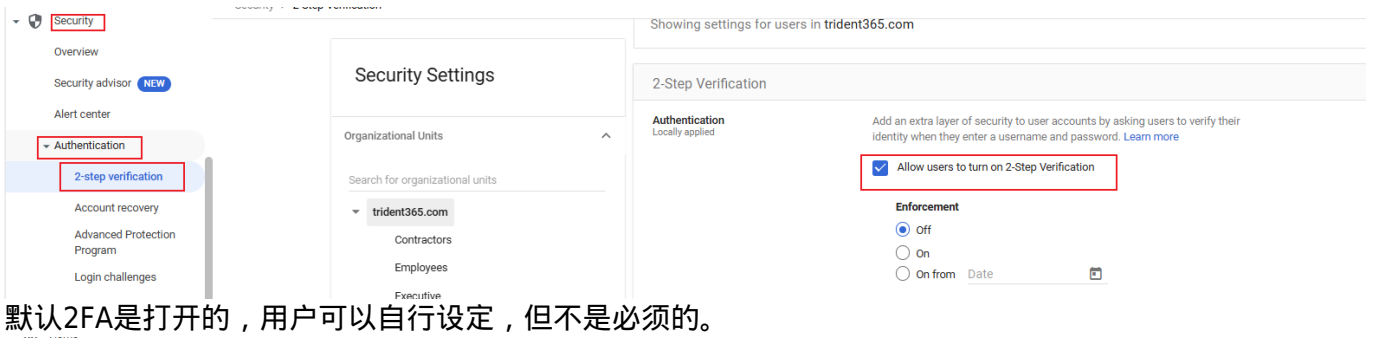 Security
Overview
Security advisor NEW
Alert center
Authentication
2-step verification
Account recovery
Advanced Protection
Program
Login challenges
Security Settings
Organizational Units
Search for organizational units
trident365.com
Contractors
Employees
Executive
Showing settings for users in trident365.com
2-Step Verification
Authentication
Locally applied
Add an extra layer of security to user accounts by asking users to verify their
identity when they enter a username and password. Learn more
Allow users to turn on 2-Step Verification
Enforcement
Off
On
On from Date
默认2FA是打开的，用户可以自行设定，但不是必须的。